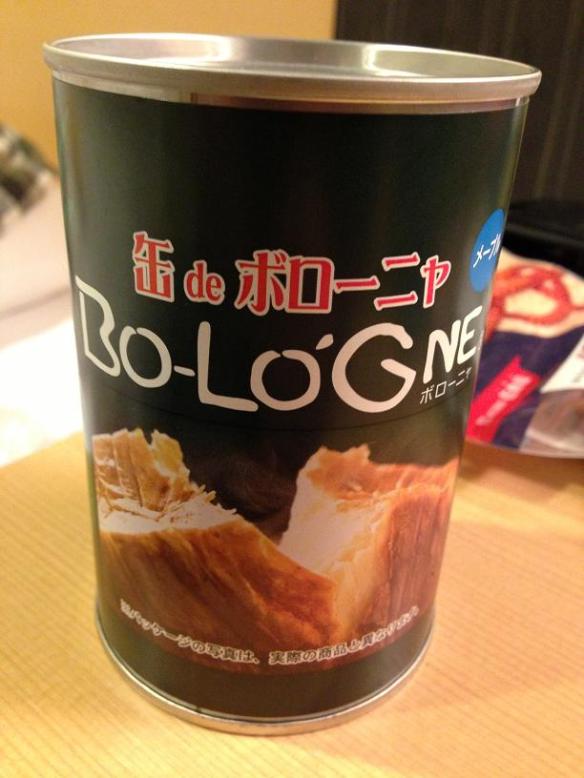 缶deボローニャ
メープル
BO-LO'GNE
ボローニャ
※パッケージの写真は、実際の商品と異なります。